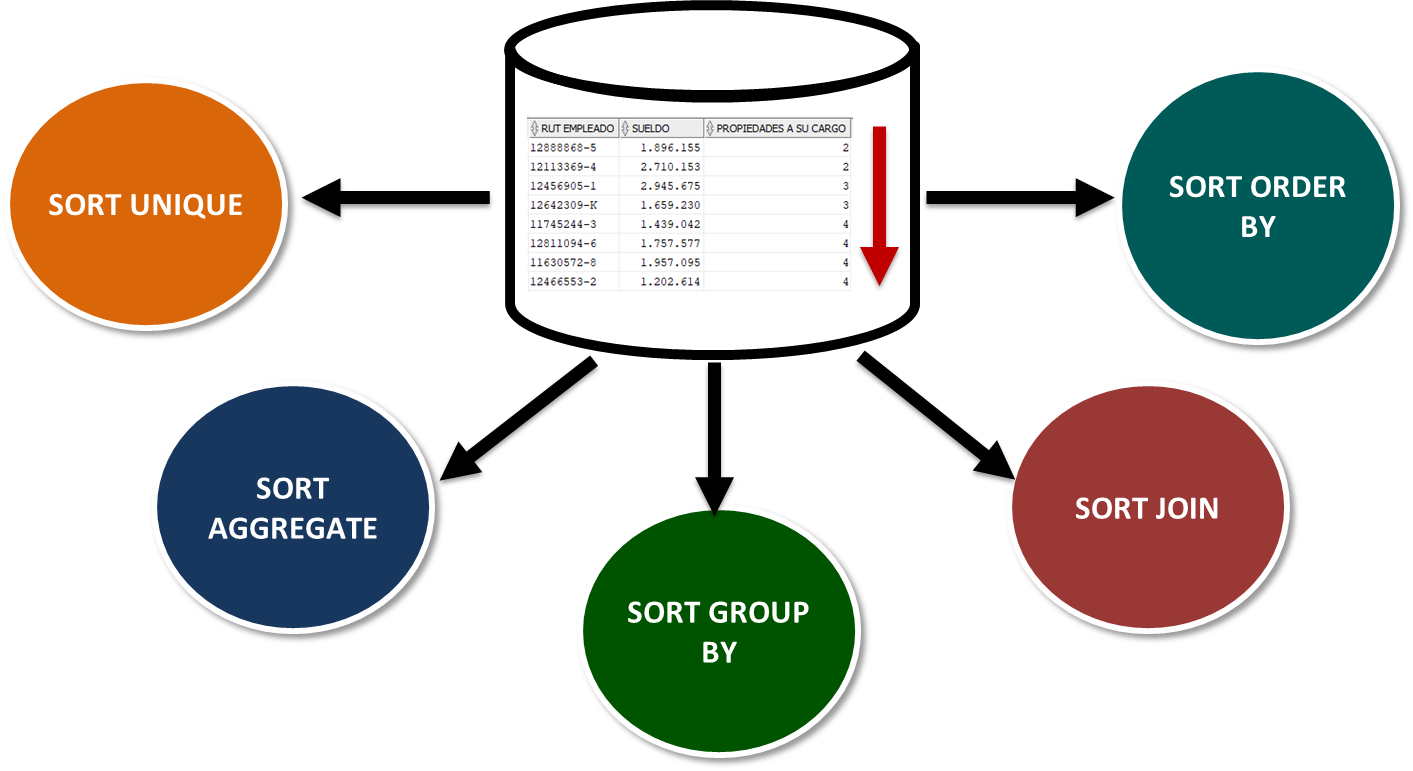 RUT EMPLEADO SUELDO PROPIEDADES A SU CARGO
12888868-5 1.896.155 2
12113369-4 2.710.153 2
12456905-1 2.945.675 3
12642309-K 1.659.230 3
11745244-3 1.439.042 4
12811094-6 1.757.577 4
11630572-8 1.957.095 4
12466553-2 1.202.614 4
SORT UNIQUE
SORT ORDER
BY
SORT
AGGREGATE
SORT JOIN
SORT GROUP
BY